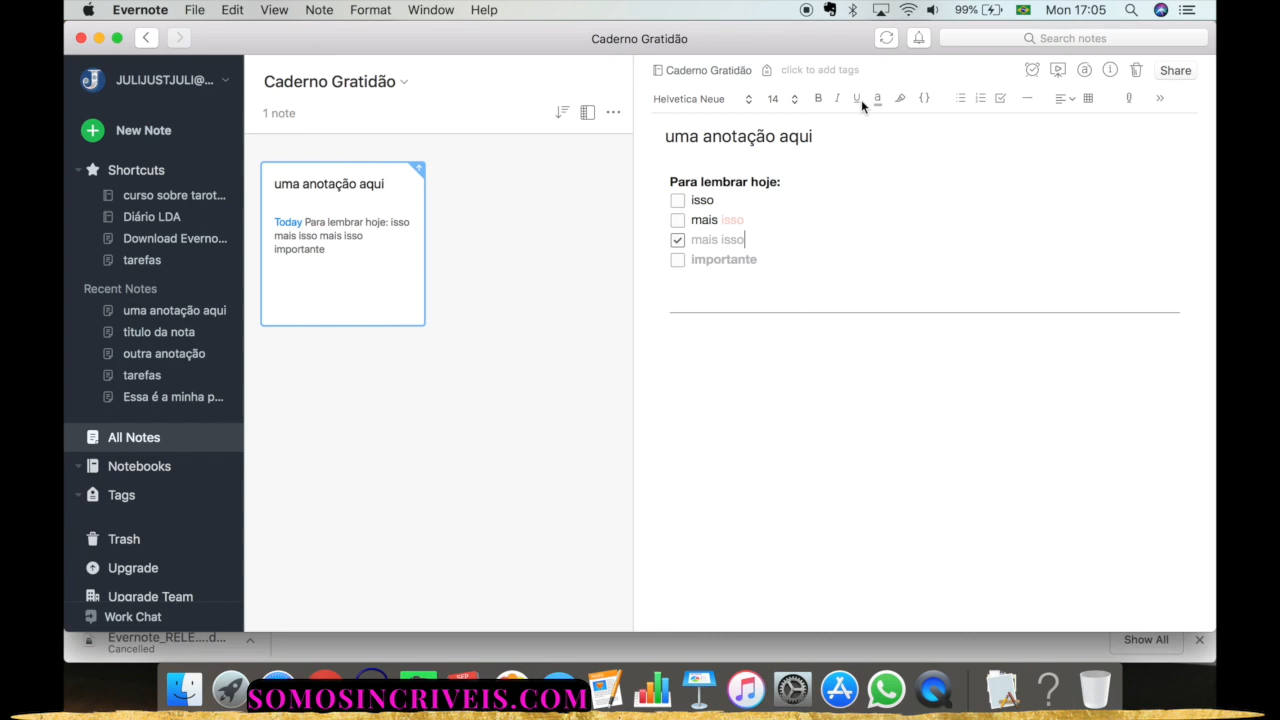 Evernote File Edit View Note Format Window Help
99% Mon 17:05
Caderno Gratidão
Search notes
JULIJUSTJULI@...
New Note
Shortcuts
curso sobre tarot...
Diário LDA
Download Everno...
tarefas
Recent Notes
uma anotação aqui
titulo da nota
outra anotação
tarefas
Essa é a minha p...
All Notes
Notebooks
Tags
Trash
Upgrade
Upgrade Team
Work Chat
Caderno Gratidão
1 note
uma anotação aqui
Today Para lembrar hoje: isso
mais isso mais isso
importante
Caderno Gratidão click to add tags
Share
Helvetica Neue 14 B I U a {}
uma anotação aqui
Para lembrar hoje:
isso
mais isso
mais isso
importante
Evernote_RELE....d...
Cancelled
Show All
SOMOSINCRIVEIS.COM